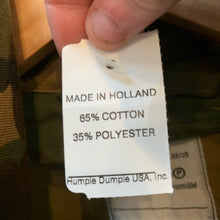 MADE IN HOLLAND
65% COTTON
35% POLYESTER
Humple Dumple USA, Inc.